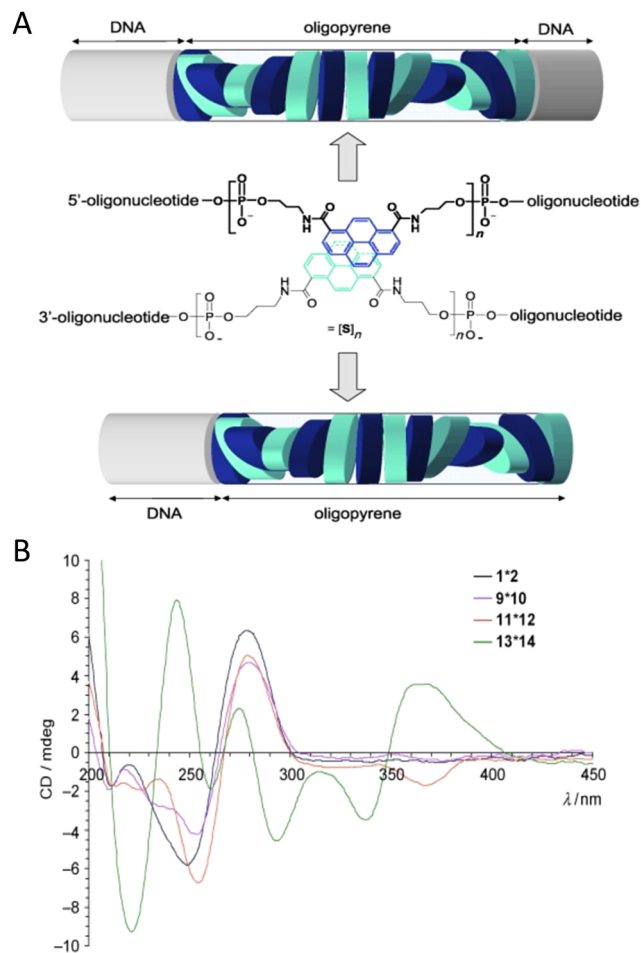 A
DNA oligopyrene DNA
5'-oligonucleotide O P O O⁻ O N H O O N H O O P O O⁻ n oligonucleotide
3'-oligonucleotide O P O O⁻ O N H O O N H O O P O O⁻ n oligonucleotide
= [S]n
DNA oligopyrene
B
10
8
6
4
2
0
−2
−4
−6
−8
−10
CD / mdeg
200 250 300 350 400 450
λ/nm
1*2
9*10
11*12
13*14